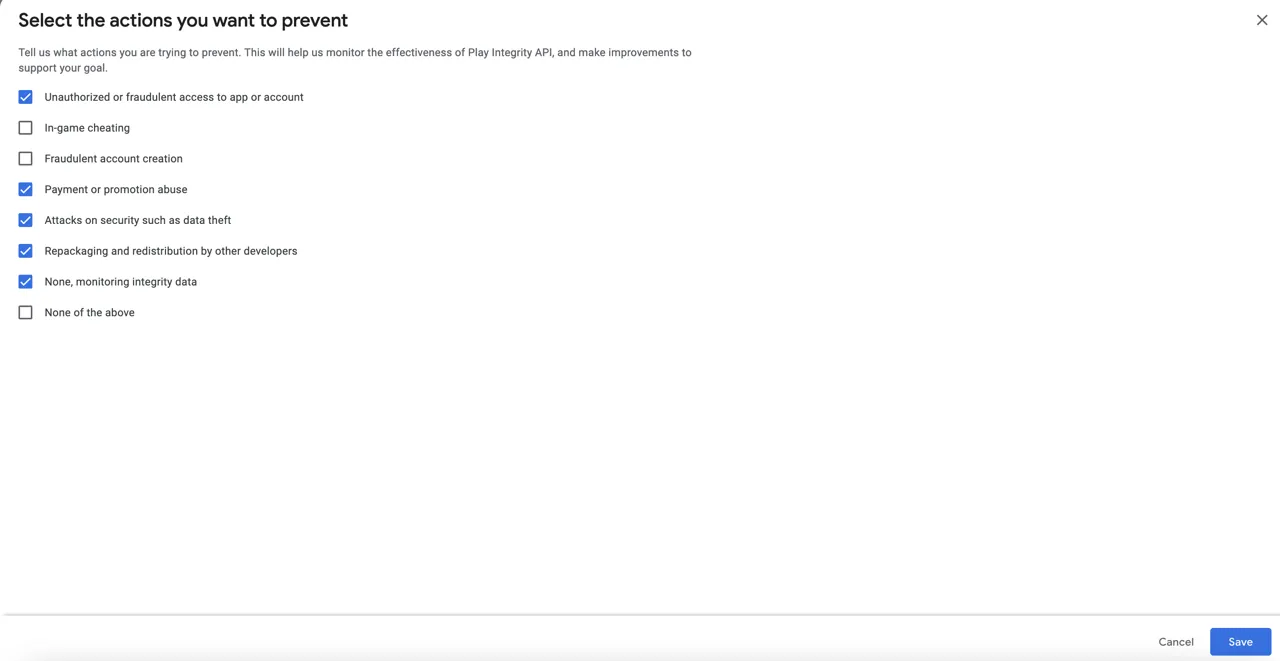 Select the actions you want to prevent
Tell us what actions you are trying to prevent. This will help us monitor the effectiveness of Play Integrity API, and make improvements to
support your goal.
Unauthorized or fraudulent access to app or account
In-game cheating
Fraudulent account creation
Payment or promotion abuse
Attacks on security such as data theft
Repackaging and redistribution by other developers
None, monitoring integrity data
None of the above
Cancel
Save